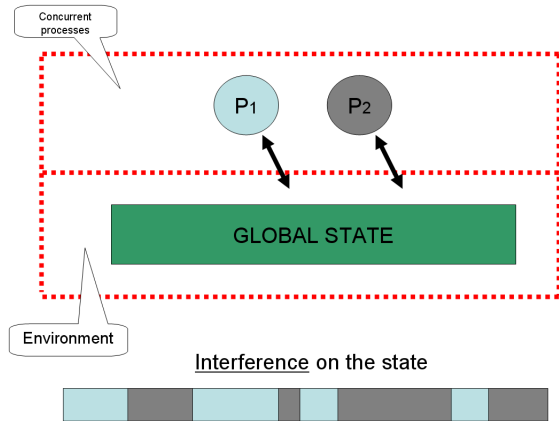 Concurrent
processes
P1
P2
GLOBAL STATE
Environment
Interference on the state